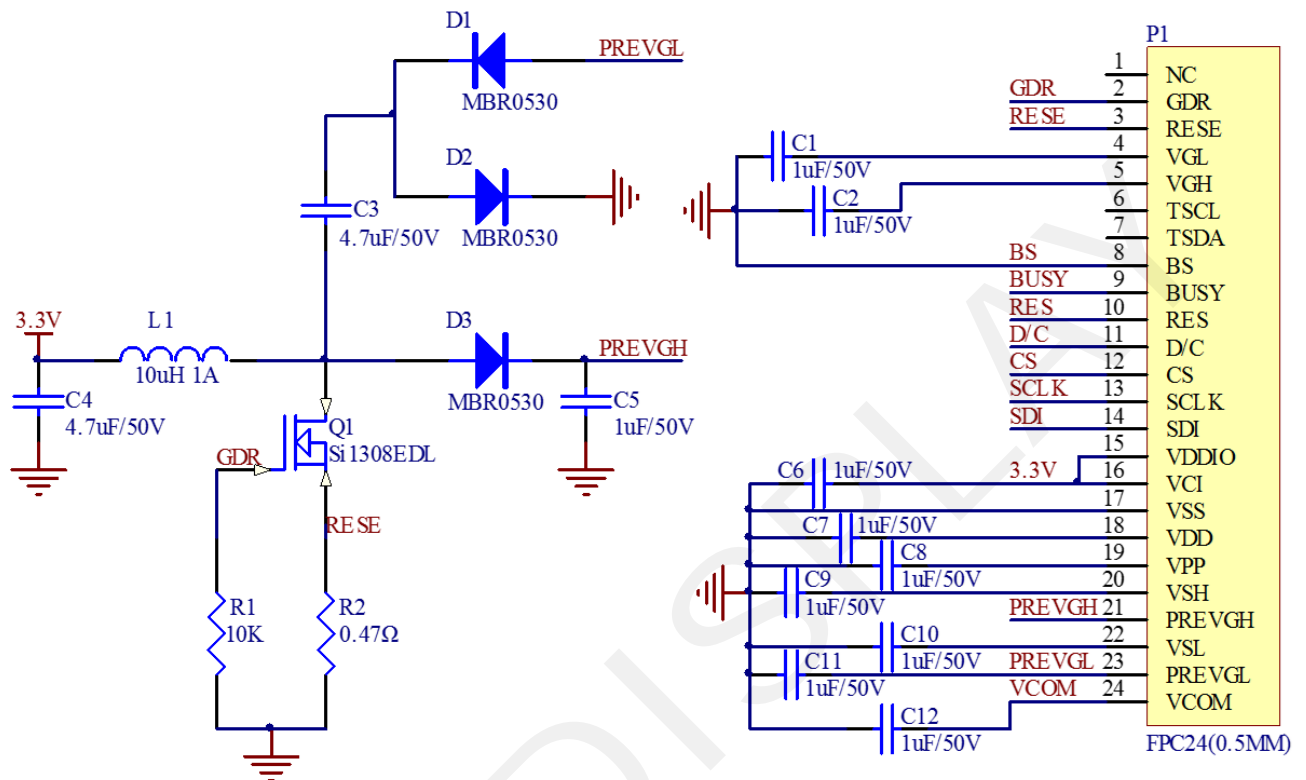 D1
PREVGL
MBR0530
D2
MBR0530
C3
4.7uF/50V
3.3V
L1
10uH 1A
D3
PREVGH
MBR0530
C4
4.7uF/50V
C5
1uF/50V
Q1
Si1308EDL
GDR
RESE
R1
10K
R2
0.47Ω
P1
1 NC
GDR 2 GDR
RESE 3 RESE
C1
1uF/50V
4 VGL
5 VGH
C2
1uF/50V
6 TSCL
7 TSDA
BS 8 BS
BUSY 9 BUSY
RES 10 RES
D/C 11 D/C
CS 12 CS
SCLK 13 SCLK
SDI 14 SDI
15 VDDIO
C6 1uF/50V 3.3V 16 VCI
17 VSS
C7 1uF/50V 18 VDD
C8
1uF/50V
19 VPP
C9
1uF/50V
20 VSH
PREVGH 21 PREVGH
C10
1uF/50V
22 VSL
C11
1uF/50V
PREVGL 23 PREVGL
VCOM 24 VCOM
C12
1uF/50V
FPC24(0.5MM)
DISPLAY